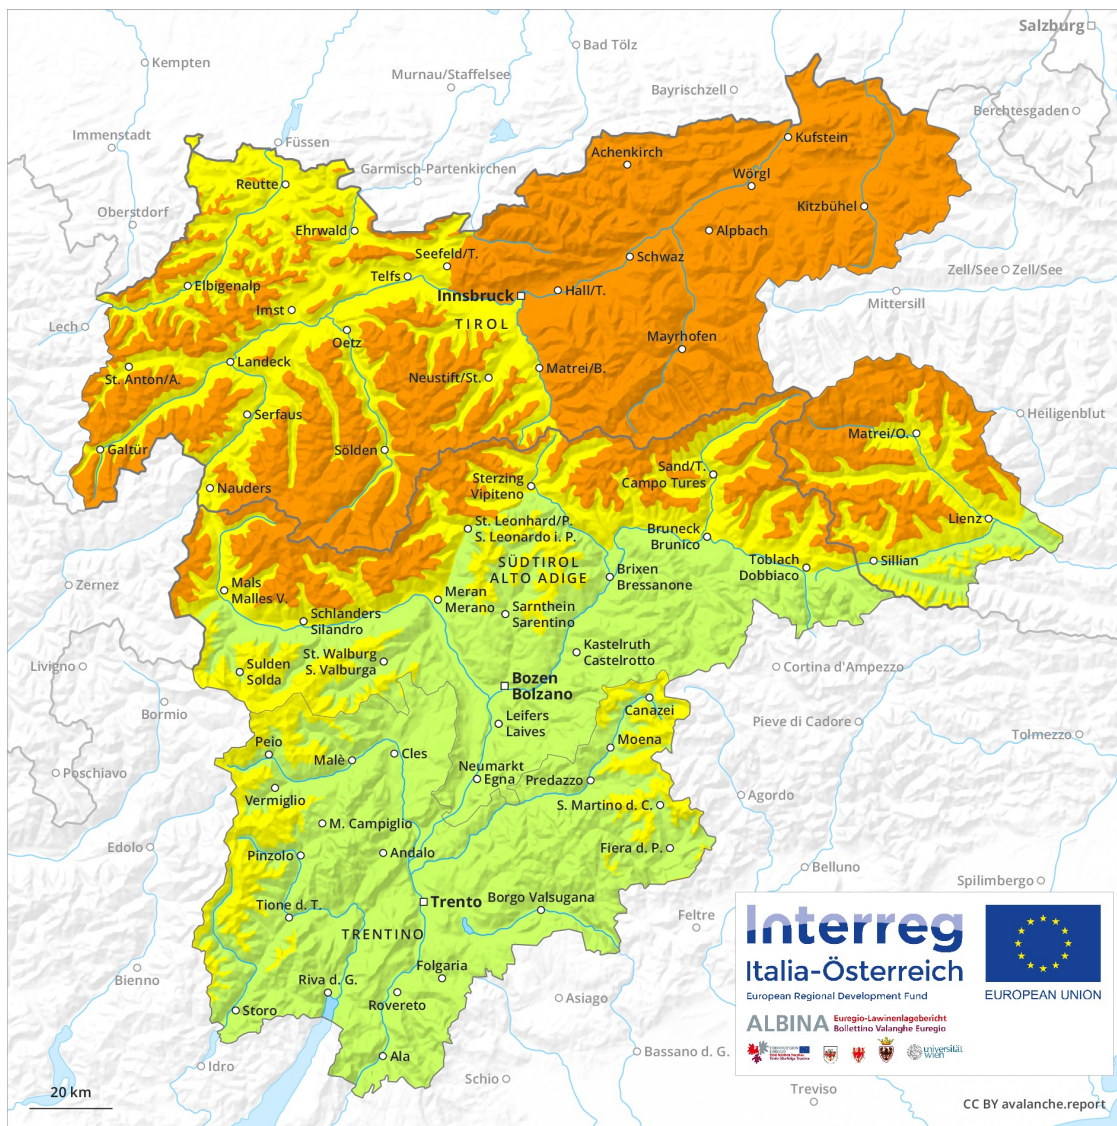 Salzburg
Bad Tölz
Kempten
Murnau/Staffelsee
Bayrischzell
Berchtesgaden
Immenstadt
Füssen
Kufstein
Achenkirch
Garmisch-Partenkirchen
Wörgl
Reutte
Oberstdorf
Kitzbühel
Ehrwald
Alpbach
Seefeld/T.
Schwaz
Telfs
Zell/See
Zell/See
Elbigenalp
Innsbruck
Hall/T.
Mittersill
Imst
TIROL
Lech
Oetz
Mayrhofen
Landeck
Matrei/B.
St. Anton/A.
Neustift/St.
Serfaus
Heiligenblut
Matrei/O.
Galtür
Sölden
Sterzing
Vipiteno
Sand/T.
Campo Tures
Nauders
Lienz
St. Leonhard/P.
S. Leonardo i. P.
Bruneck
Brunico
SÜDTIROL
ALTO ADIGE
Toblach
Dobbiaco
Sillian
Zernez
Mals
Malles V.
Brixen
Bressanone
Meran
Merano
Sarnthein
Sarentino
Schlanders
Silandro
Kastelruth
Castelrotto
Livigno
Sulden
Solda
St. Walburg
S. Valburga
Cortina d'Ampezzo
Bozen
Bolzano
Bormio
Canazei
Leifers
Laives
Pieve di Cadore
Tolmezzo
Peio
Malè
Cles
Moena
Poschiavo
Neumarkt
Egna
Predazzo
Vermiglio
Agordo
S. Martino d. C.
M. Campiglio
Edolo
Pinzolo
Andalo
Fiera d. P.
Belluno
Spilimbergo
Tione d. T.
Trento
Borgo Valsugana
Feltre
TRENTINO
Bienno
Folgaria
Riva d. G.
Rovereto
Asiago
Storo
Ala
Bassano d. G.
Idro
Schio
Treviso
20 km
Interreg
Italia-Österreich
European Regional Development Fund
EUROPEAN UNION
ALBINA
Euregio-Lawinenlagebericht
Bollettino Valanghe Euregio
universität
wien
CC BY avalanche.report